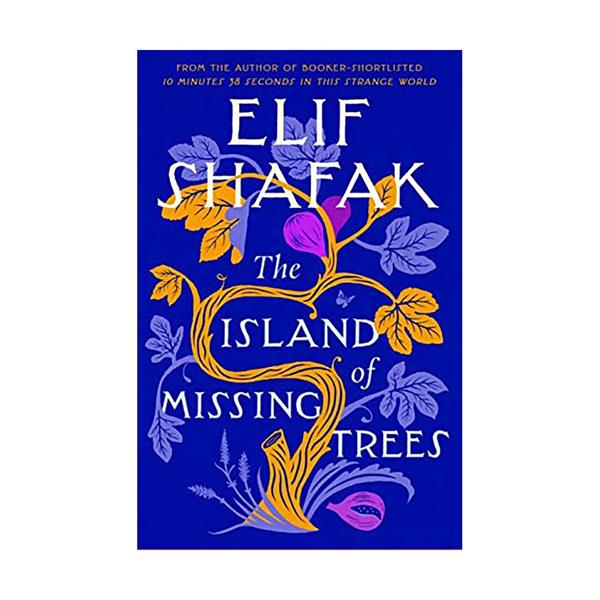 FROM THE AUTHOR OF BOOKER-SHORTLISTED
10 MINUTES 38 SECONDS IN THIS STRANGE WORLD
ELIF
SHAFAK
The
ISLAND
of
MISSING
TREES